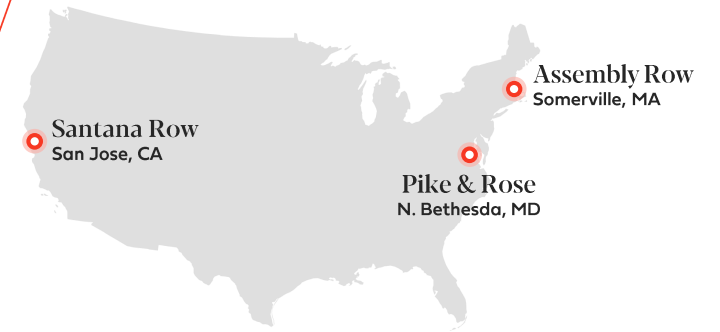 Assembly Row
Somerville, MA
Santana Row
San Jose, CA
Pike & Rose
N. Bethesda, MD